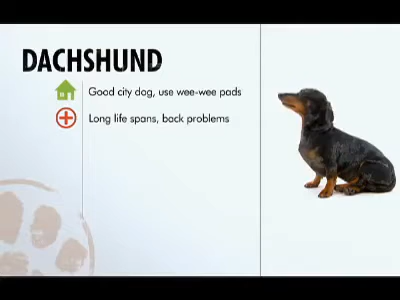 DACHSHUND
Good city dog, use wee-wee pads
Long life spans, back problems